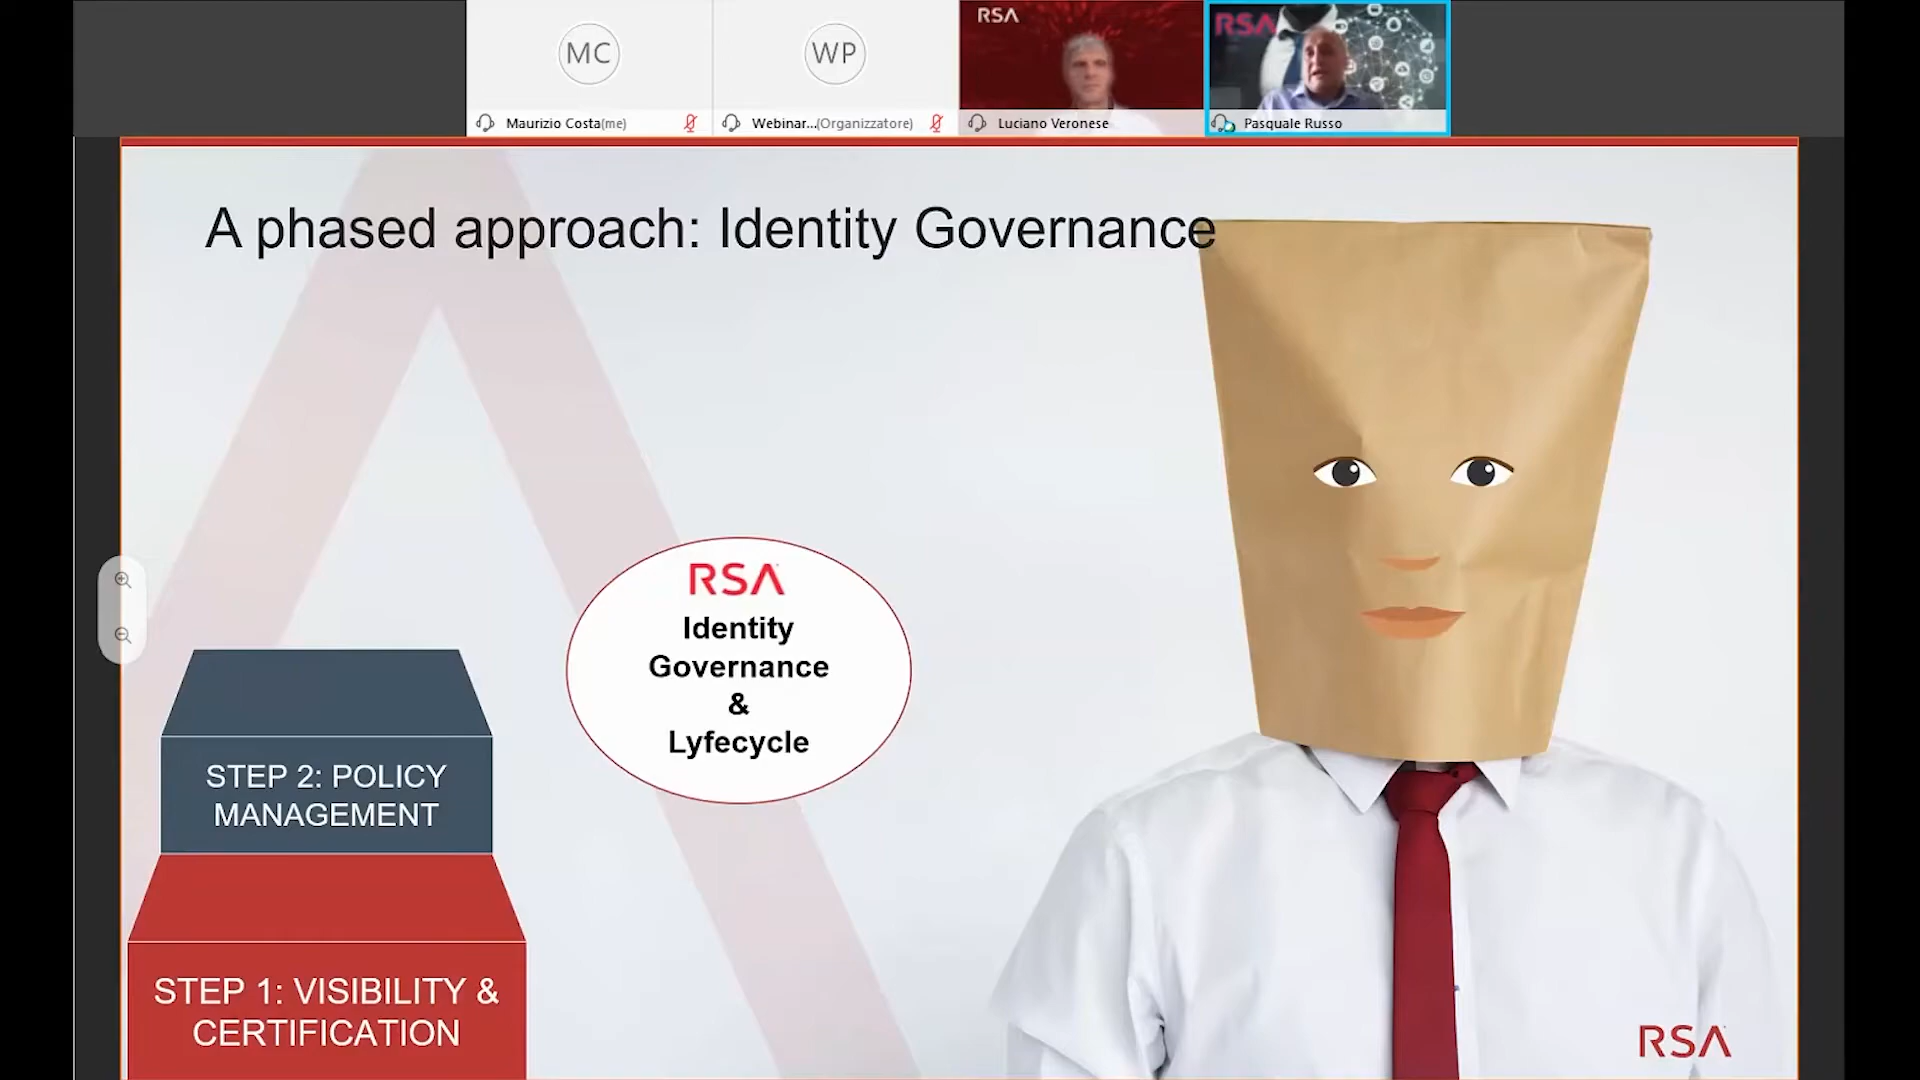 MC
WP
RSA
RSA
Maurizio Costa(me)
Webinar...(Organizzatore)
Luciano Veronese
Pasquale Russo
A phased approach: Identity Governance
RSA
Identity
Governance
&
Lyfecycle
STEP 2: POLICY
MANAGEMENT
STEP 1: VISIBILITY &
CERTIFICATION
RSA